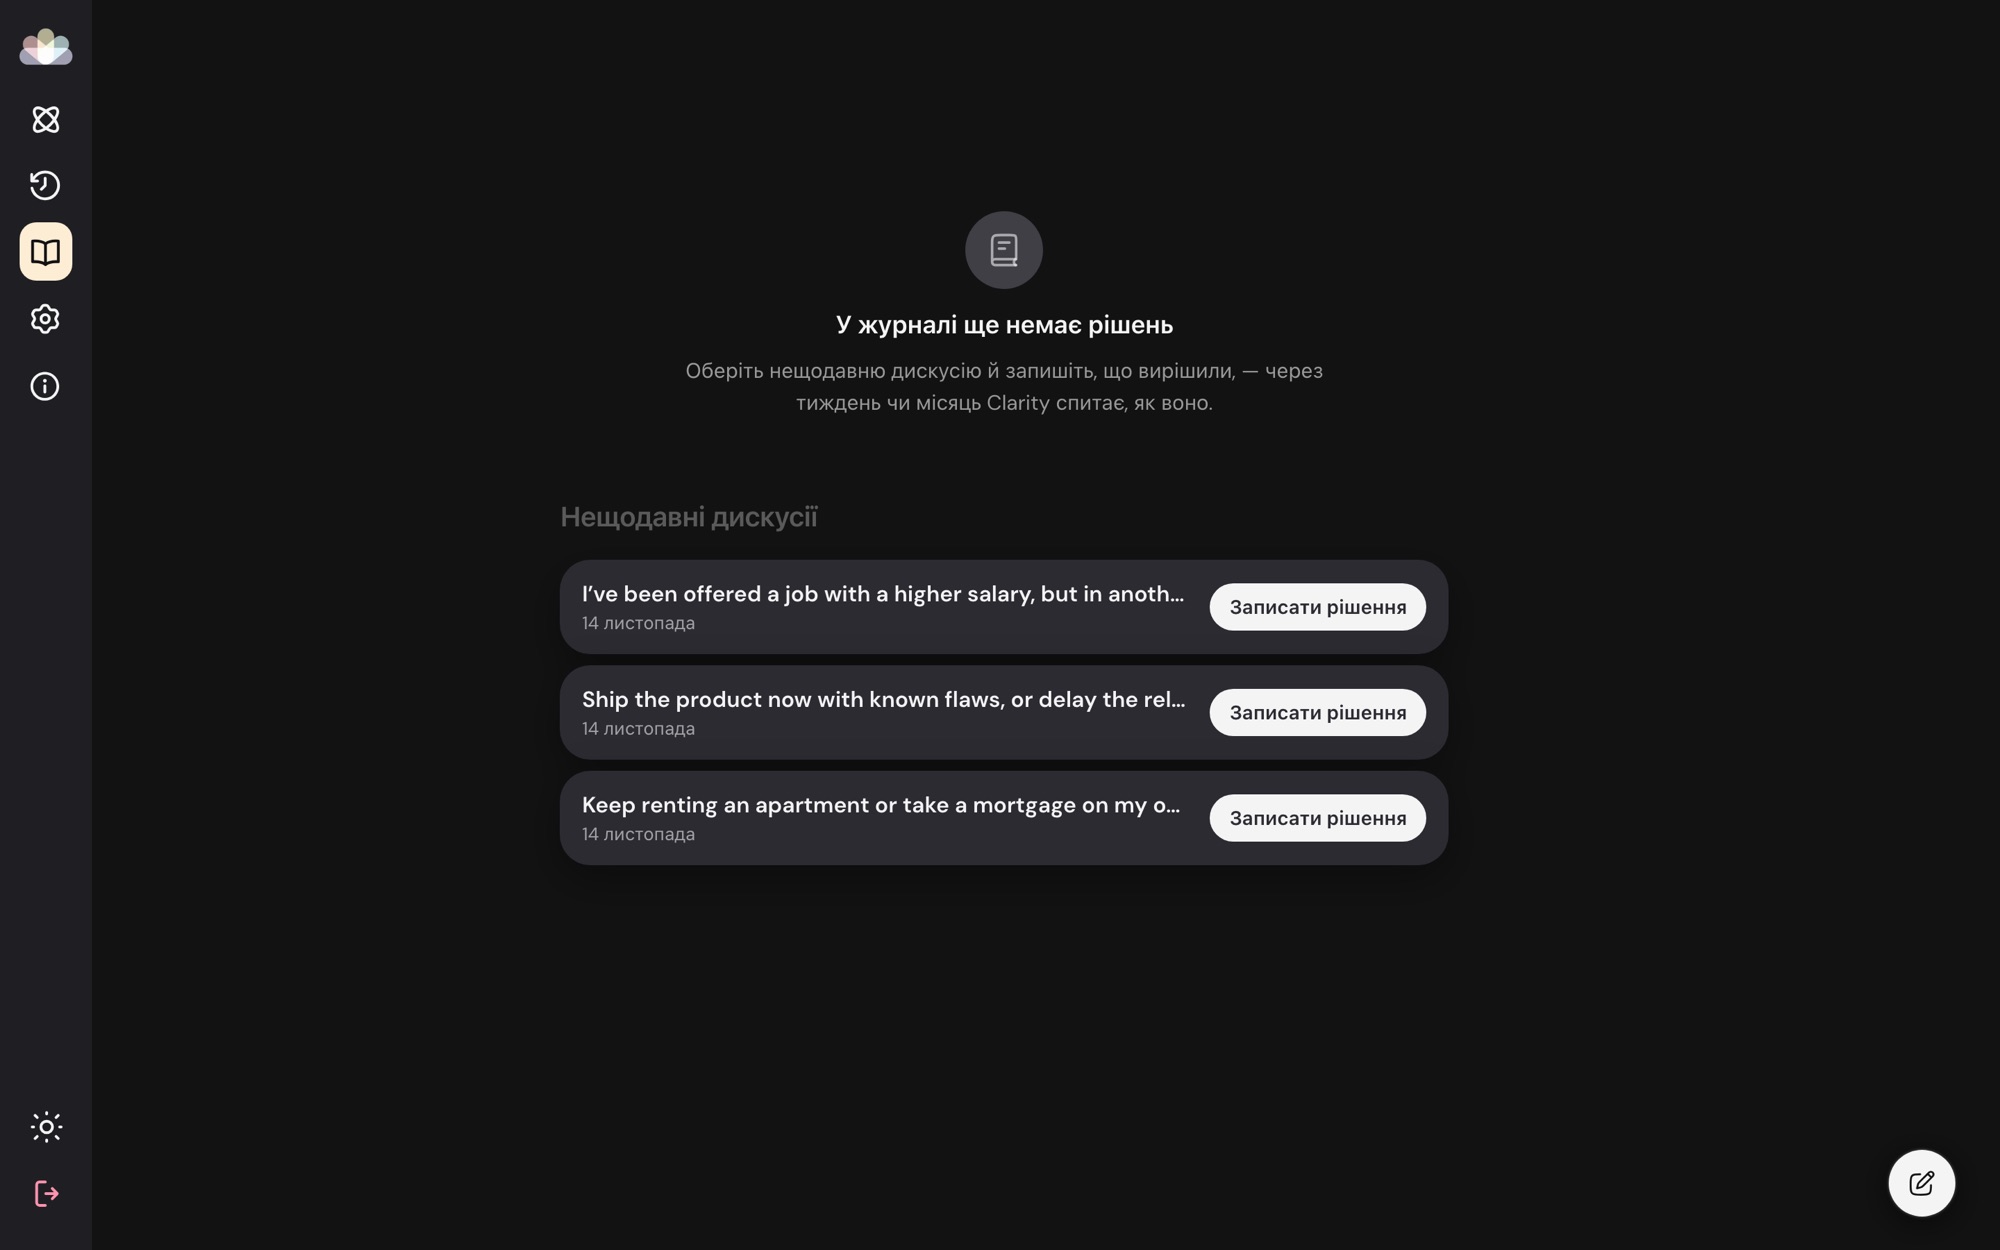 У журналі ще немає рішень
Оберіть нещодавню дискусію й запишіть, що вирішили, — через
тиждень чи місяць Clarity спитає, як воно.
Нещодавні дискусії
I’ve been offered a job with a higher salary, but in anoth...
14 листопада
Записати рішення
Ship the product now with known flaws, or delay the rel...
14 листопада
Записати рішення
Keep renting an apartment or take a mortgage on my o...
14 листопада
Записати рішення